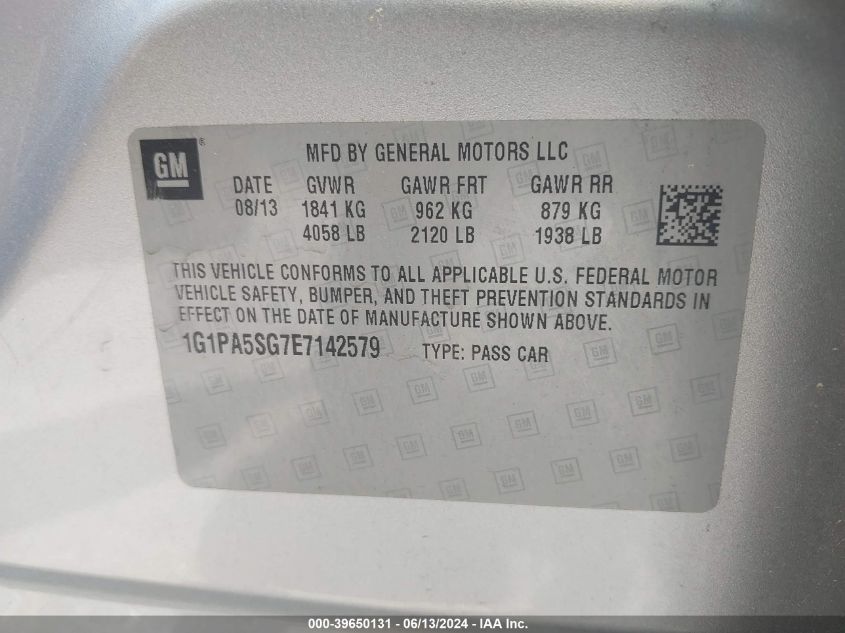 GM®
MFD BY GENERAL MOTORS LLC
DATE GVWR GAWR FRT GAWR RR
08/13 1841 KG 962 KG 879 KG
4058 LB 2120 LB 1938 LB
THIS VEHICLE CONFORMS TO ALL APPLICABLE U.S. FEDERAL MOTOR
VEHICLE SAFETY, BUMPER, AND THEFT PREVENTION STANDARDS IN
EFFECT ON THE DATE OF MANUFACTURE SHOWN ABOVE.
1G1PA5SG7E7142579 TYPE: PASS CAR
000-39650131 - 06/13/2024 - IAA Inc.